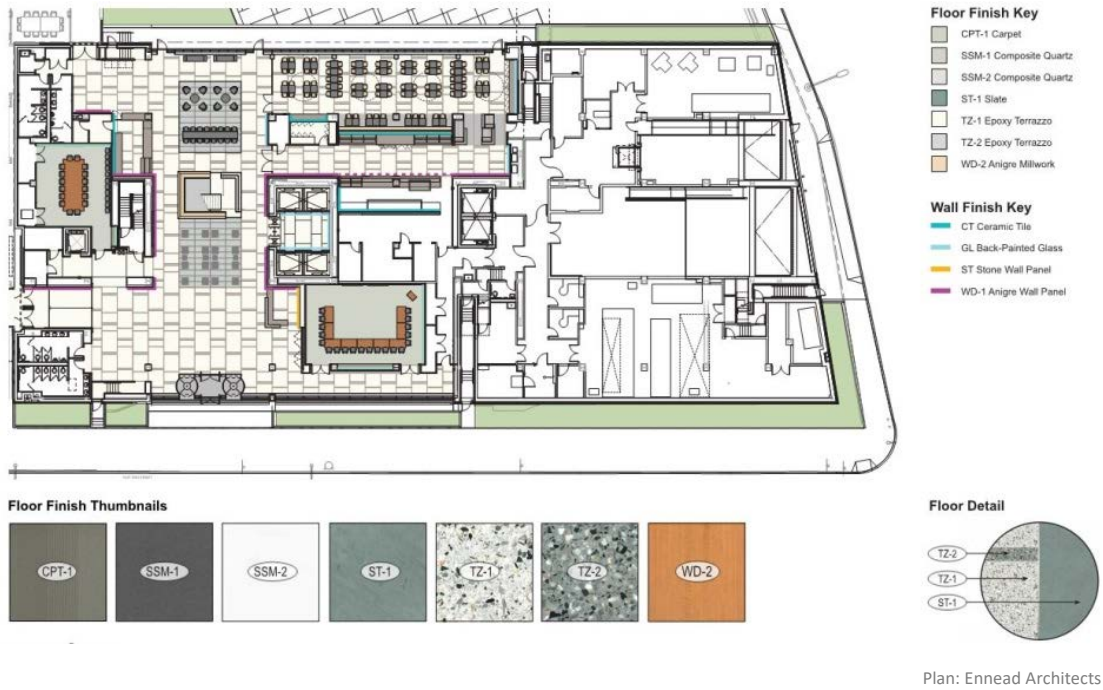 Floor Finish Key
CPT-1 Carpet
SSM-1 Composite Quartz
SSM-2 Composite Quartz
ST-1 Slate
TZ-1 Epoxy Terrazzo
TZ-2 Epoxy Terrazzo
WD-2 Anigre Millwork
Wall Finish Key
CT Ceramic Tile
GL Back-Painted Glass
ST Stone Wall Panel
WD-1 Anigre Wall Panel
Floor Finish Thumbnails
CPT-1
SSM-1
SSM-2
ST-1
TZ-1
TZ-2
WD-2
Floor Detail
TZ-2
TZ-1
ST-1
Plan: Ennead Architects